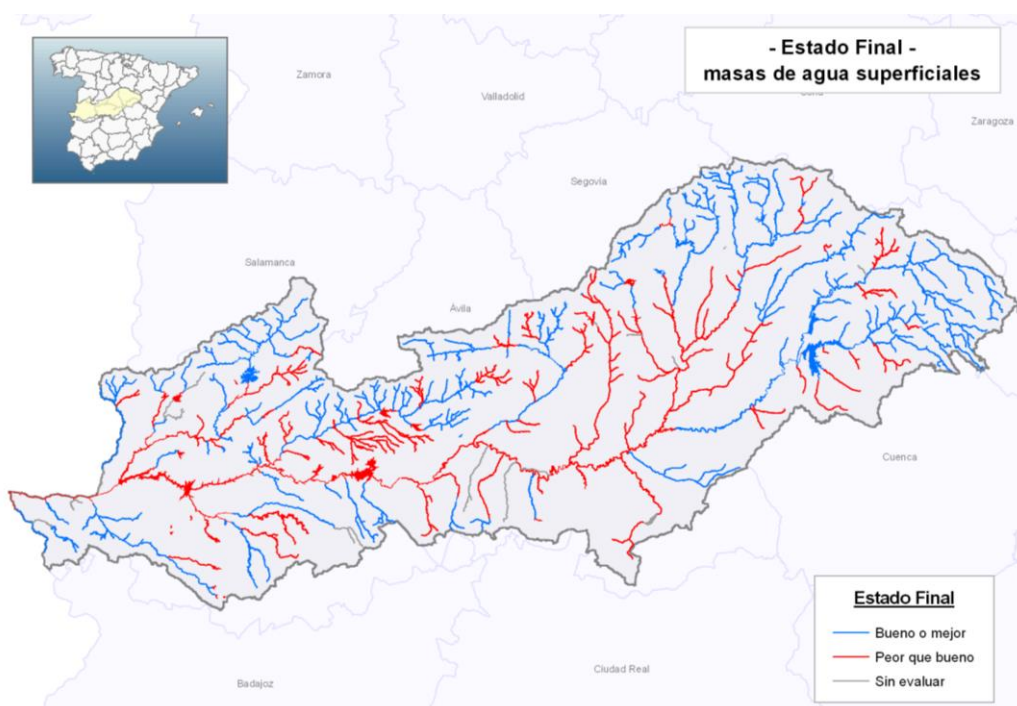 - Estado Final -
masas de agua superficiales
Zamora
Valladolid
Zaragoza
Segovia
Salamanca
Ávila
Cuenca
Ciudad Real
Badajoz
Estado Final
Bueno o mejor
Peor que bueno
Sin evaluar